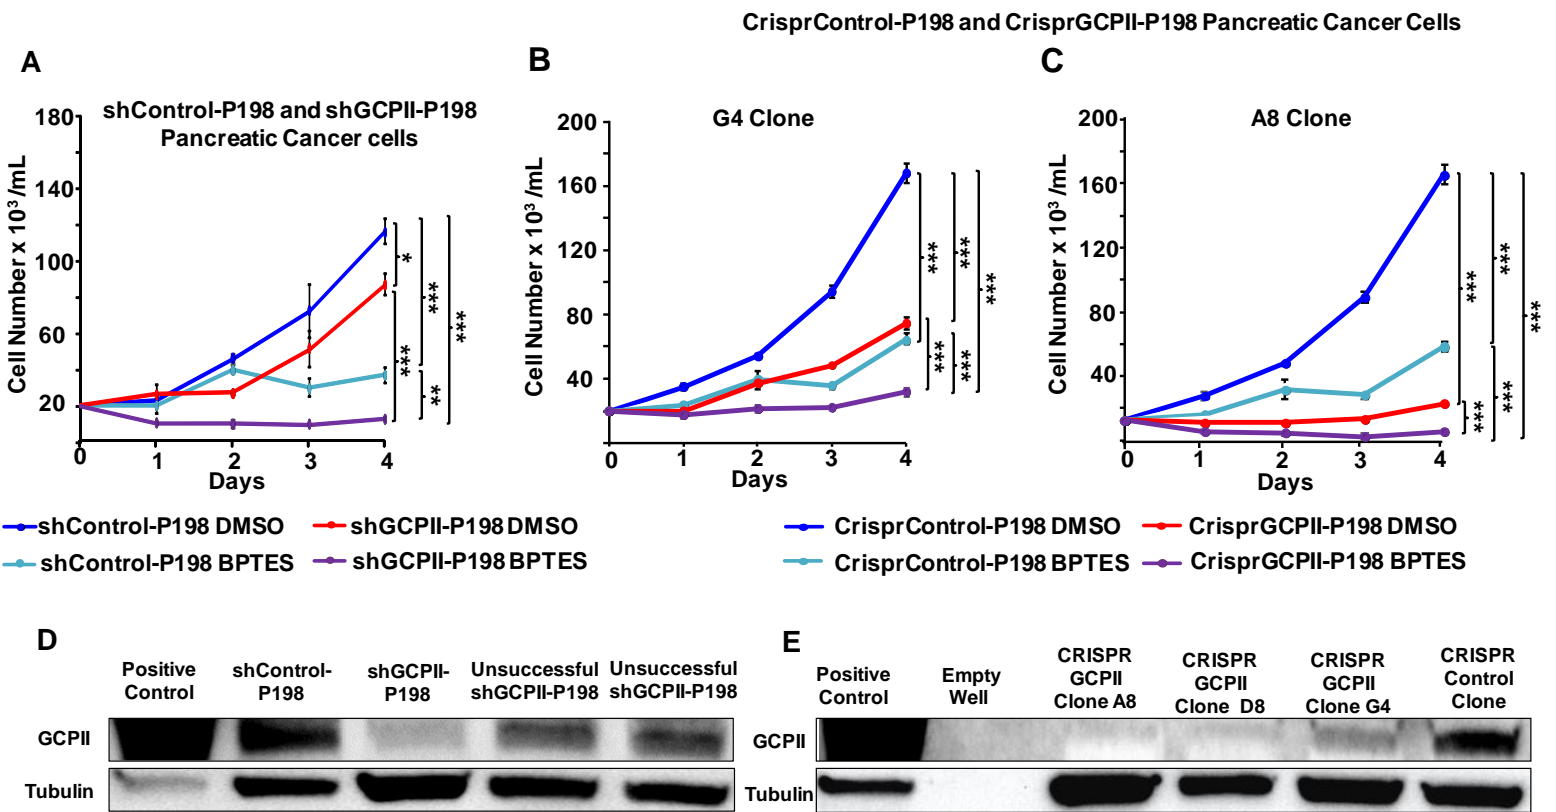 CrisprControl-P198 and CrisprGCPII-P198 Pancreatic Cancer Cells
A
shControl-P198 and shGCPII-P198
Pancreatic Cancer cells
Cell Number x 10³ /mL
180
140
100
60
20
0 1 2 3 4
Days
*
***
***
***
**
B
G4 Clone
Cell Number x 10³ /mL
200
160
120
80
40
0 1 2 3 4
Days
***
***
***
***
***
C
A8 Clone
Cell Number x 10³ /mL
200
160
120
80
40
0 1 2 3 4
Days
***
***
***
***
***
shControl-P198 DMSO shGCPII-P198 DMSO
shControl-P198 BPTES shGCPII-P198 BPTES
CrisprControl-P198 DMSO CrisprGCPII-P198 DMSO
CrisprControl-P198 BPTES CrisprGCPII-P198 BPTES
D
Positive
Control
shControl-
P198
shGCPII-
P198
Unsuccessful
shGCPII-P198
Unsuccessful
shGCPII-P198
GCPII
Tubulin
E
Positive
Control
Empty
Well
CRISPR
GCPII
Clone A8
CRISPR
GCPII
Clone D8
CRISPR
GCPII
Clone G4
CRISPR
Control
Clone
GCPII
Tubulin